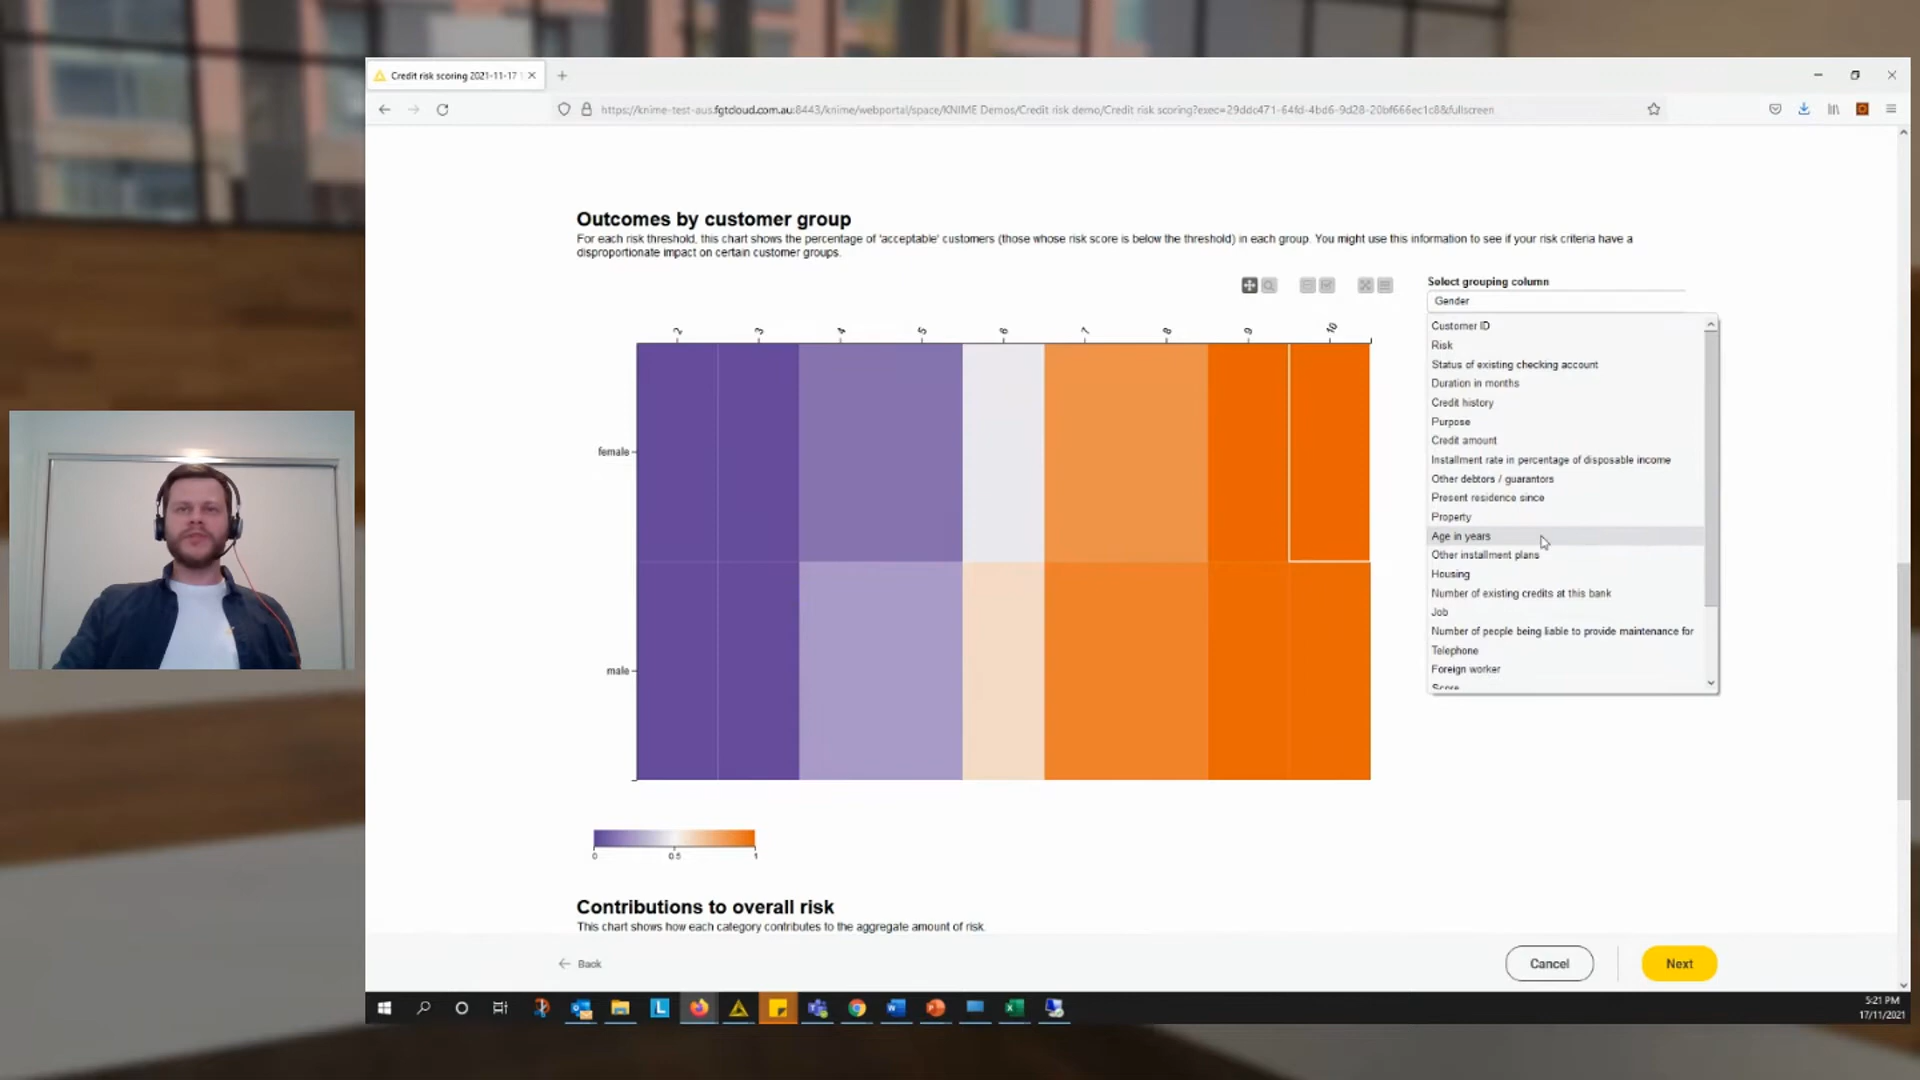 Credit risk scoring 2021-11-17
https://knime-test-aus.fgtcloud.com.au:8443/knime/webportal/space/KNIME Demos/Credit risk demo/Credit risk scoring?exec=29ddc471-64fd-4bd6-9d28-20bf666ec1c8&fullscreen
Outcomes by customer group
For each risk threshold, this chart shows the percentage of 'acceptable' customers (those whose risk score is below the threshold) in each group. You might use this information to see if your risk criteria have a
disproportionate impact on certain customer groups.
Select grouping column
Gender
Customer ID
Risk
Status of existing checking account
Duration in months
Credit history
Purpose
Credit amount
Installment rate in percentage of disposable income
Other debtors / guarantors
Present residence since
Property
Age in years
Other installment plans
Housing
Number of existing credits at this bank
Job
Number of people being liable to provide maintenance for
Telephone
Foreign worker
Score
2 3 4 5 6 7 8 9 10
female
male
0 0.5 1
Contributions to overall risk
This chart shows how each category contributes to the aggregate amount of risk.
Back
Cancel
Next
5:21 PM
17/11/2021